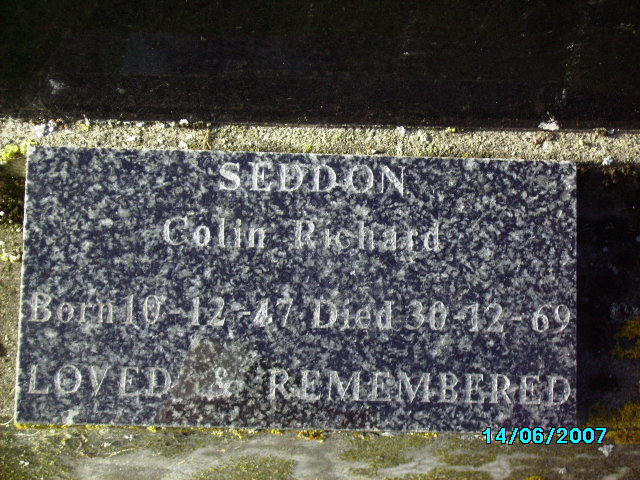 SEDDON
Colin Richard
Born 10-12-47 Died 30-12-69
LOVED & REMEMBERED
14/06/2007